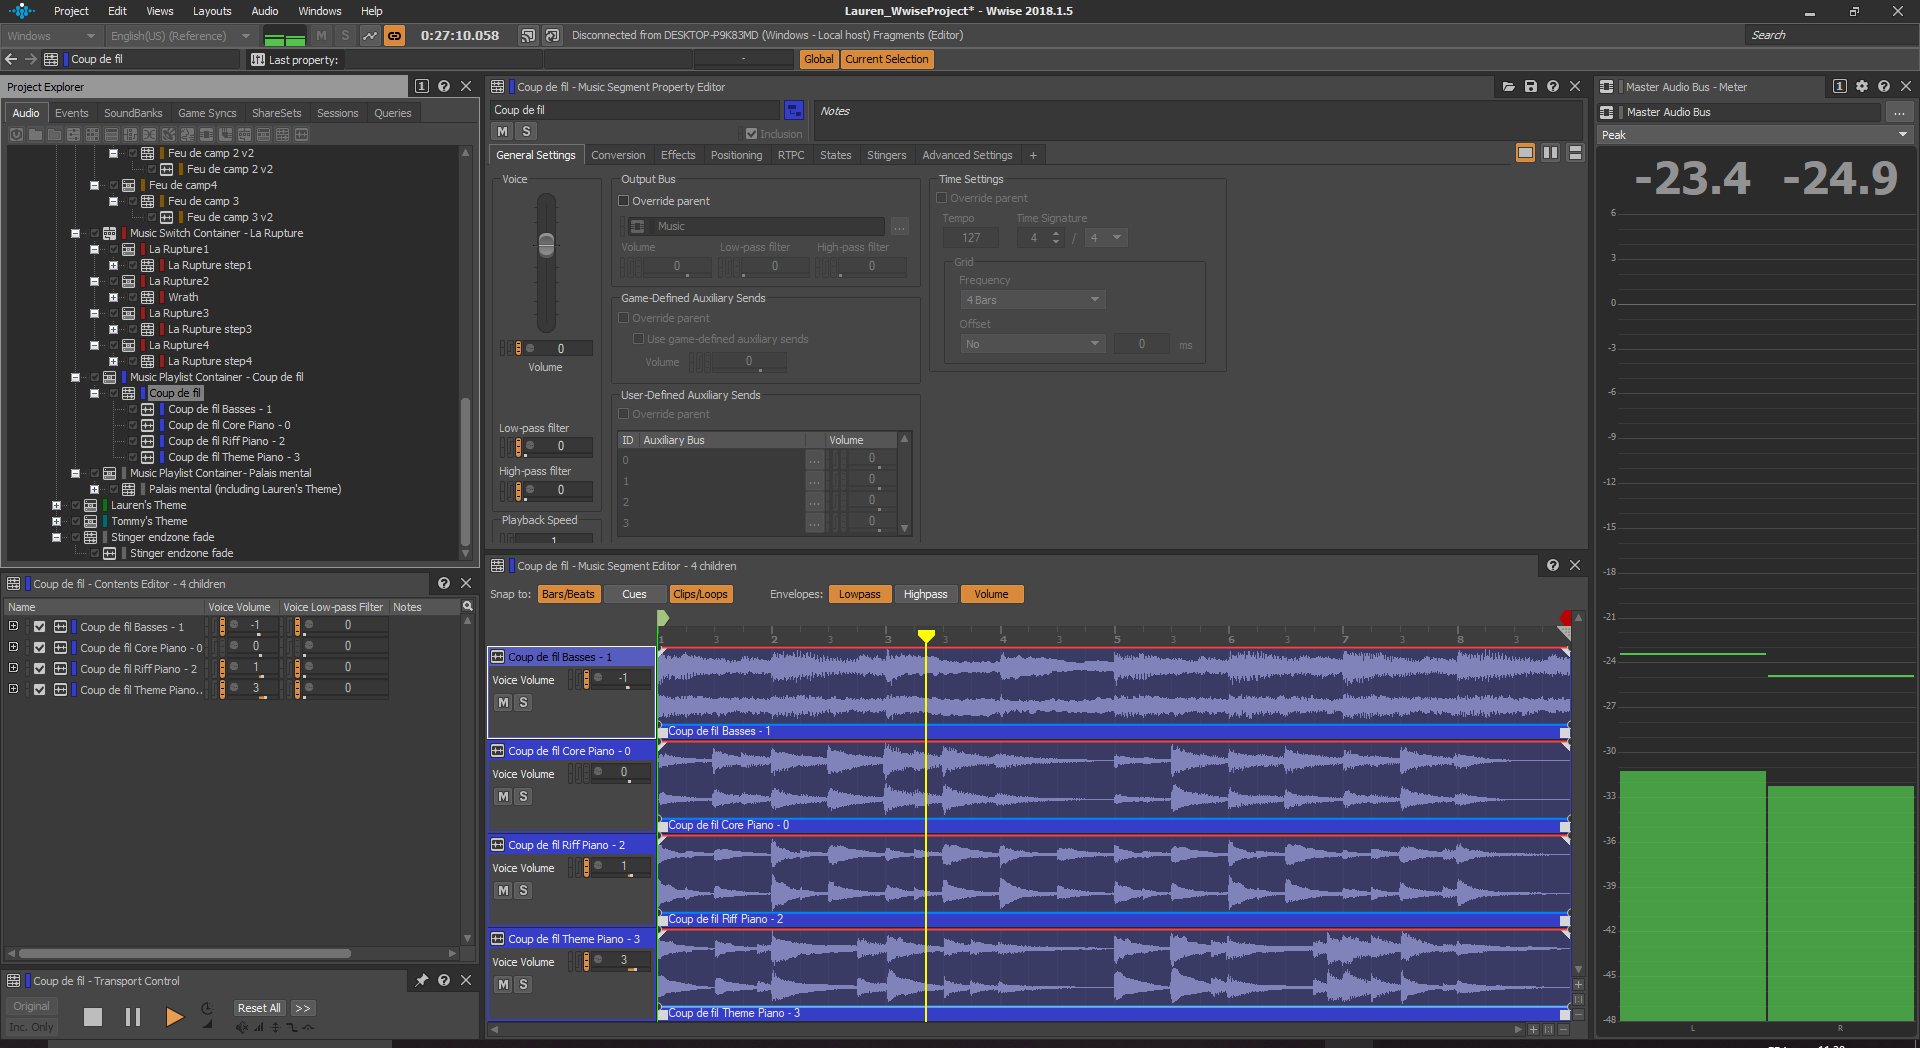 Project Edit Views Layouts Audio Windows Help
Lauren_WwiseProject* - Wwise 2018.1.5
Windows
English(US) (Reference)
M S
0:27:10.058
Disconnected from DESKTOP-P9K83MD (Windows - Local host) Fragments (Editor)
Search
Coup de fil
Last property:
-
Global
Current Selection
Project Explorer
1
Audio Events SoundBanks Game Syncs ShareSets Sessions Queries
Feu de camp 2 v2
Feu de camp 2 v2
Feu de camp4
Feu de camp 3
Feu de camp 3 v2
Music Switch Container - La Rupture
La Rupture1
La Rupture step1
La Rupture2
Wrath
La Rupture3
La Rupture step3
La Rupture4
La Rupture step4
Music Playlist Container - Coup de fil
Coup de fil
Coup de fil Basses - 1
Coup de fil Core Piano - 0
Coup de fil Riff Piano - 2
Coup de fil Theme Piano - 3
Music Playlist Container- Palais mental
Palais mental (including Lauren's Theme)
Lauren's Theme
Tommy's Theme
Stinger endzone fade
Stinger endzone fade
Coup de fil - Contents Editor - 4 children
Name Voice Volume Voice Low-pass Filter Notes
Coup de fil Basses - 1 -1 0
Coup de fil Core Piano - 0 0 0
Coup de fil Riff Piano - 2 1 0
Coup de fil Theme Piano... 3 0
Coup de fil - Transport Control
Original
Inc. Only
Reset All >>
Coup de fil - Music Segment Property Editor
Coup de fil
Notes
M S
Inclusion
General Settings Conversion Effects Positioning RTPC States Stingers Advanced Settings +
Voice
0
Volume
Low-pass filter
0
High-pass filter
0
Playback Speed
1
Output Bus
Override parent
Music
...
Volume Low-pass filter High-pass filter
0 0 0
Game-Defined Auxiliary Sends
Override parent
Use game-defined auxiliary sends
Volume 0
User-Defined Auxiliary Sends
Override parent
ID Auxiliary Bus Volume
0 ... 0
1 ... 0
2 ... 0
3 ... 0
Time Settings
Override parent
Tempo Time Signature
127 4 / 4
Grid
Frequency
4 Bars
Offset
No 0 ms
Coup de fil - Music Segment Editor - 4 children
Snap to: Bars/Beats Cues Clips/Loops Envelopes: Lowpass Highpass Volume
1 3 2 3 3 3 4 3 5 3 6 3 7 3 8 3
Coup de fil Basses - 1
Voice Volume -1
M S
Coup de fil Basses - 1
Coup de fil Core Piano - 0
Voice Volume 0
M S
Coup de fil Core Piano - 0
Coup de fil Riff Piano - 2
Voice Volume 1
M S
Coup de fil Riff Piano - 2
Coup de fil Theme Piano - 3
Voice Volume 3
M S
Coup de fil Theme Piano - 3
Master Audio Bus - Meter
1
Master Audio Bus
...
Peak
-23.4 -24.9
6
3
0
-3
-6
-9
-12
-15
-18
-21
-24
-27
-30
-33
-36
-39
-42
-45
-48
L R